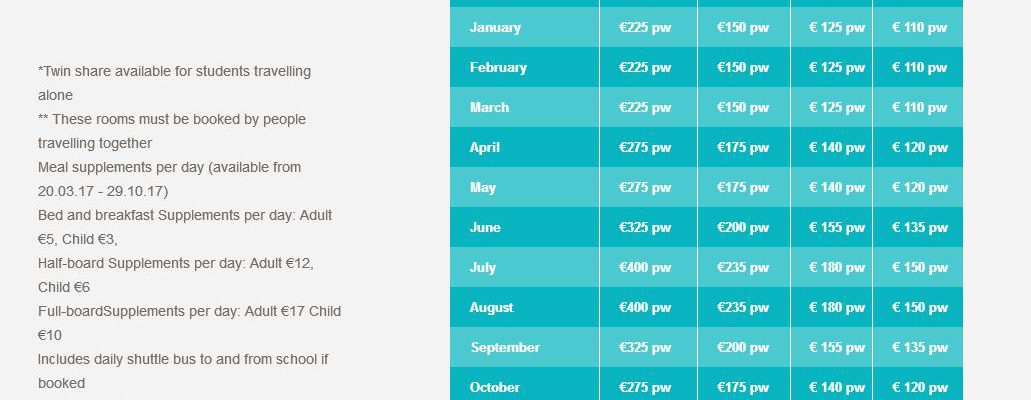 *Twin share available for students travelling
alone
** These rooms must be booked by people
travelling together
Meal supplements per day (available from
20.03.17 - 29.10.17)
Bed and breakfast Supplements per day: Adult
€5, Child €3,
Half-board Supplements per day: Adult €12,
Child €6
Full-boardSupplements per day: Adult €17 Child
€10
Includes daily shuttle bus to and from school if
booked
January €225 pw €150 pw € 125 pw € 110 pw
February €225 pw €150 pw € 125 pw € 110 pw
March €225 pw €150 pw € 125 pw € 110 pw
April €275 pw €175 pw € 140 pw € 120 pw
May €275 pw €175 pw € 140 pw € 120 pw
June €325 pw €200 pw € 155 pw € 135 pw
July €400 pw €235 pw € 180 pw € 150 pw
August €400 pw €235 pw € 180 pw € 150 pw
September €325 pw €200 pw € 155 pw € 135 pw
October €275 pw €175 pw € 140 pw € 120 pw